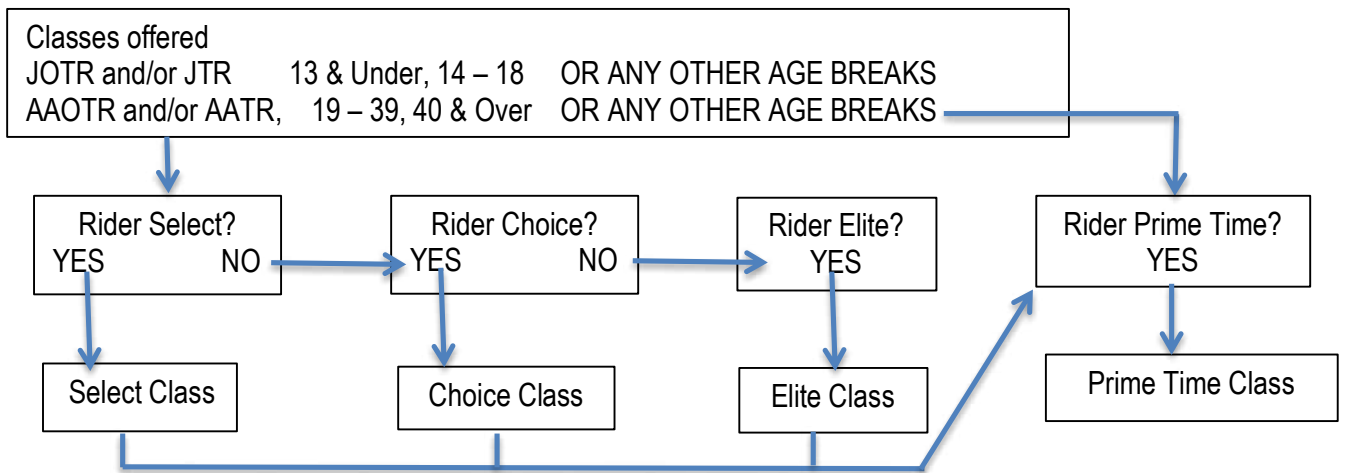 Classes offered
JOTR and/or JTR 13 & Under, 14 – 18 OR ANY OTHER AGE BREAKS
AAOTR and/or AATR, 19 – 39, 40 & Over OR ANY OTHER AGE BREAKS
Rider Select?
YES NO
Rider Choice?
YES NO
Rider Elite?
YES
Rider Prime Time?
YES
Select Class
Choice Class
Elite Class
Prime Time Class